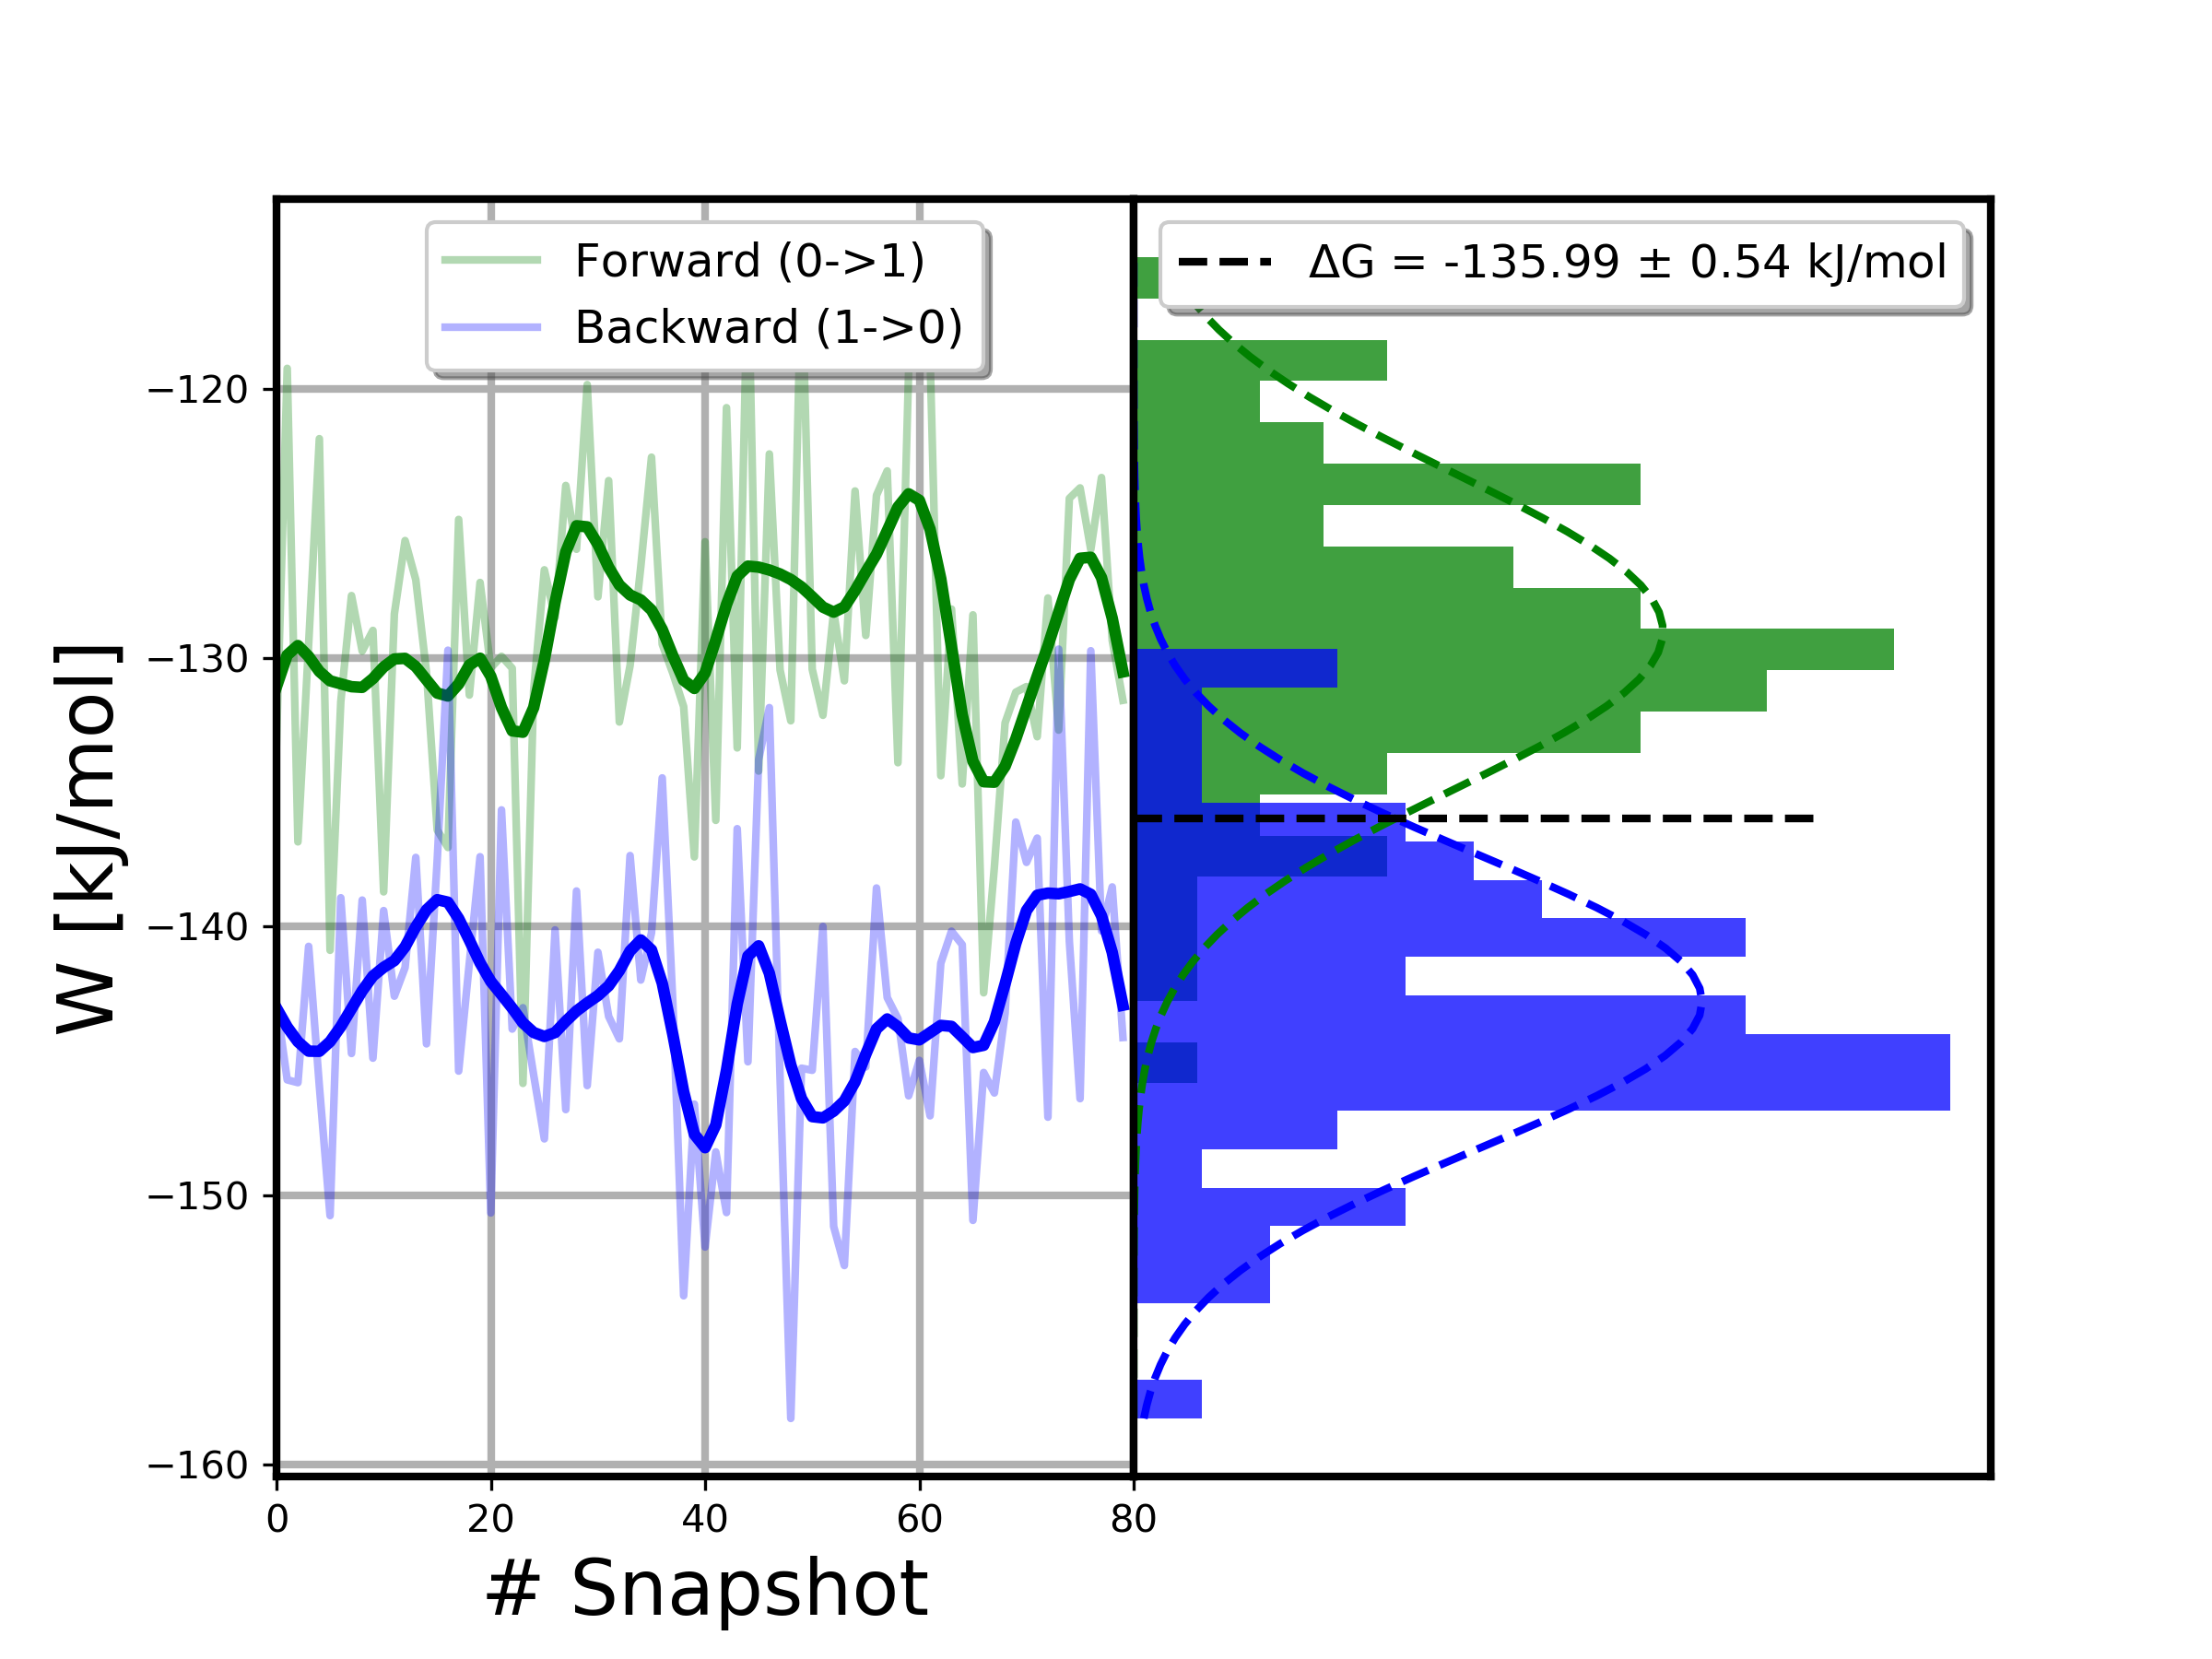 Forward (0->1)
Backward (1->0)
ΔG = -135.99 ± 0.54 kJ/mol
W [kJ/mol]
−120
−130
−140
−150
−160
0 20 40 60 80
# Snapshot